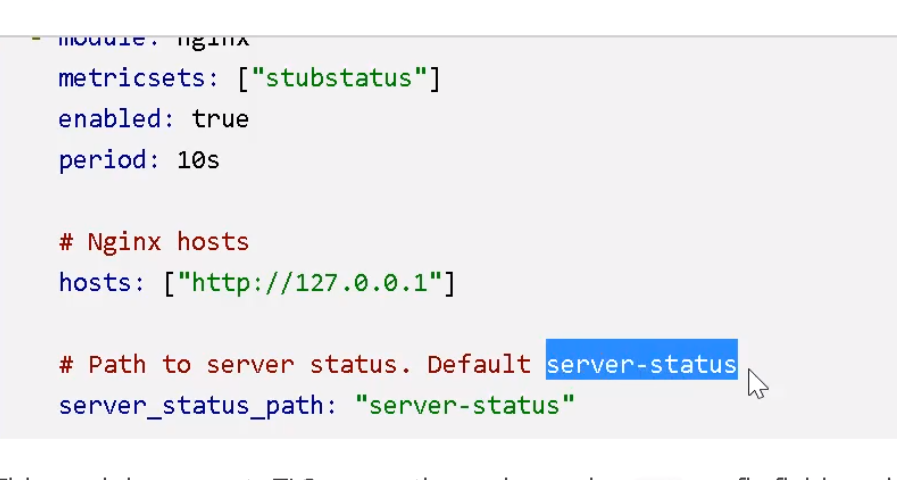 - module: nginx
metricsets: ["stubstatus"]
enabled: true
period: 10s
# Nginx hosts
hosts: ["http://127.0.0.1"]
# Path to server status. Default server-status
server_status_path: "server-status"